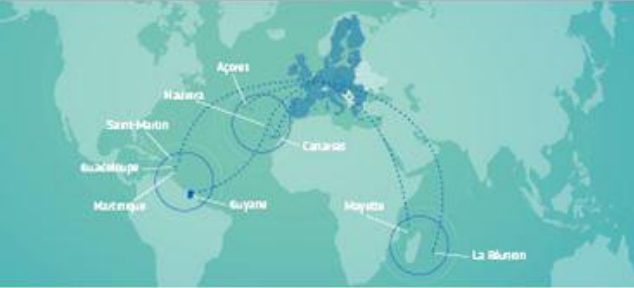 Açores
Madeira
Saint-Martin
Canarias
Guadeloupe
Martinique
Guyane
Mayotte
La Réunion